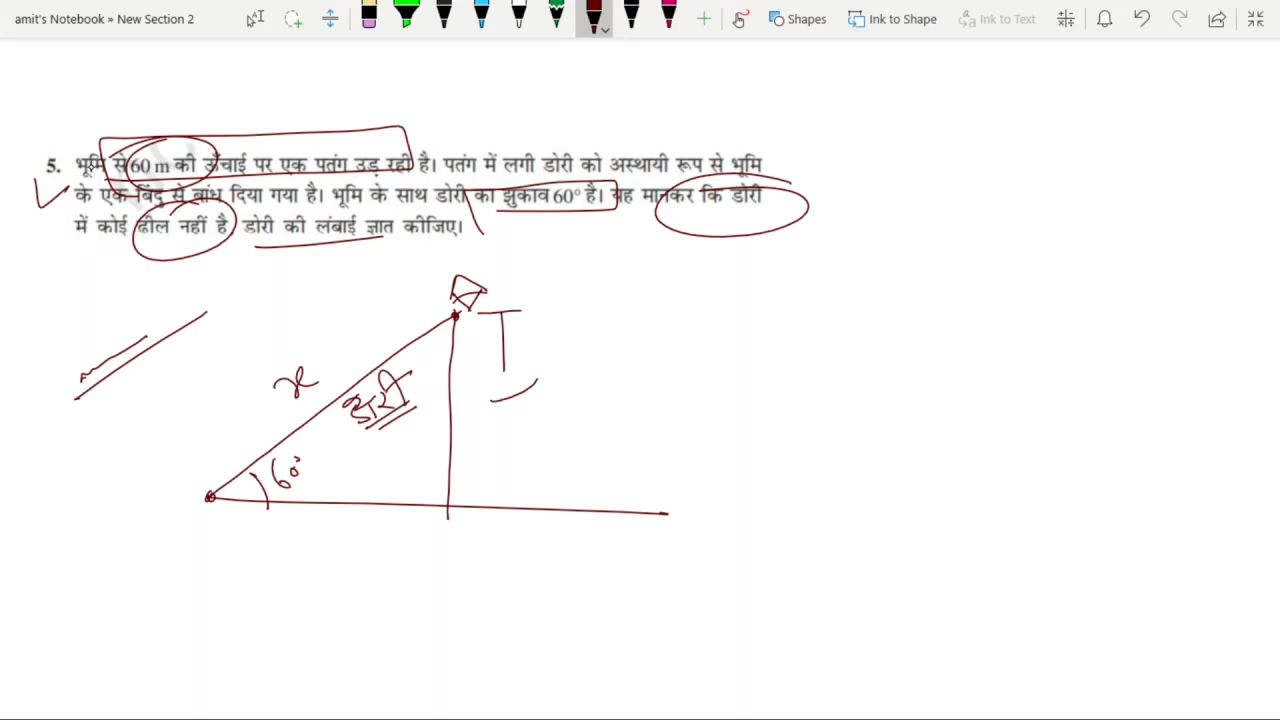 amit's Notebook » New Section 2
Shapes
Ink to Shape
Ink to Text
5. भूमि से 60 m की ऊँचाई पर एक पतंग उड़ रही है। पतंग में लगी डोरी को अस्थायी रूप से भूमि
के एक बिंदु से बांध दिया गया है। भूमि के साथ डोरी का झुकाव 60° है। यह मानकर कि डोरी
में कोई ढील नहीं है, डोरी की लंबाई ज्ञात कीजिए।
x
डोरी
60°